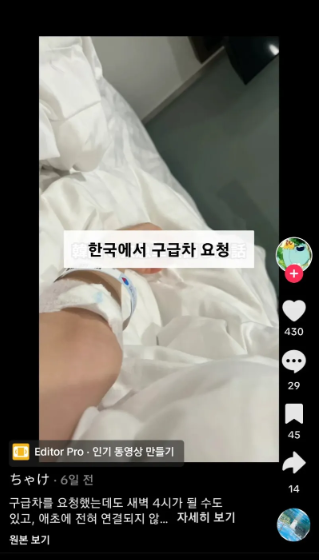 한국에서 구급차 요청
430
29
45
14
Editor Pro · 인기 동영상 만들기
ちゃけ · 6일 전
구급차를 요청했는데도 새벽 4시가 될 수도
있고, 애초에 전혀 연결되지 않... 자세히 보기
원본 보기